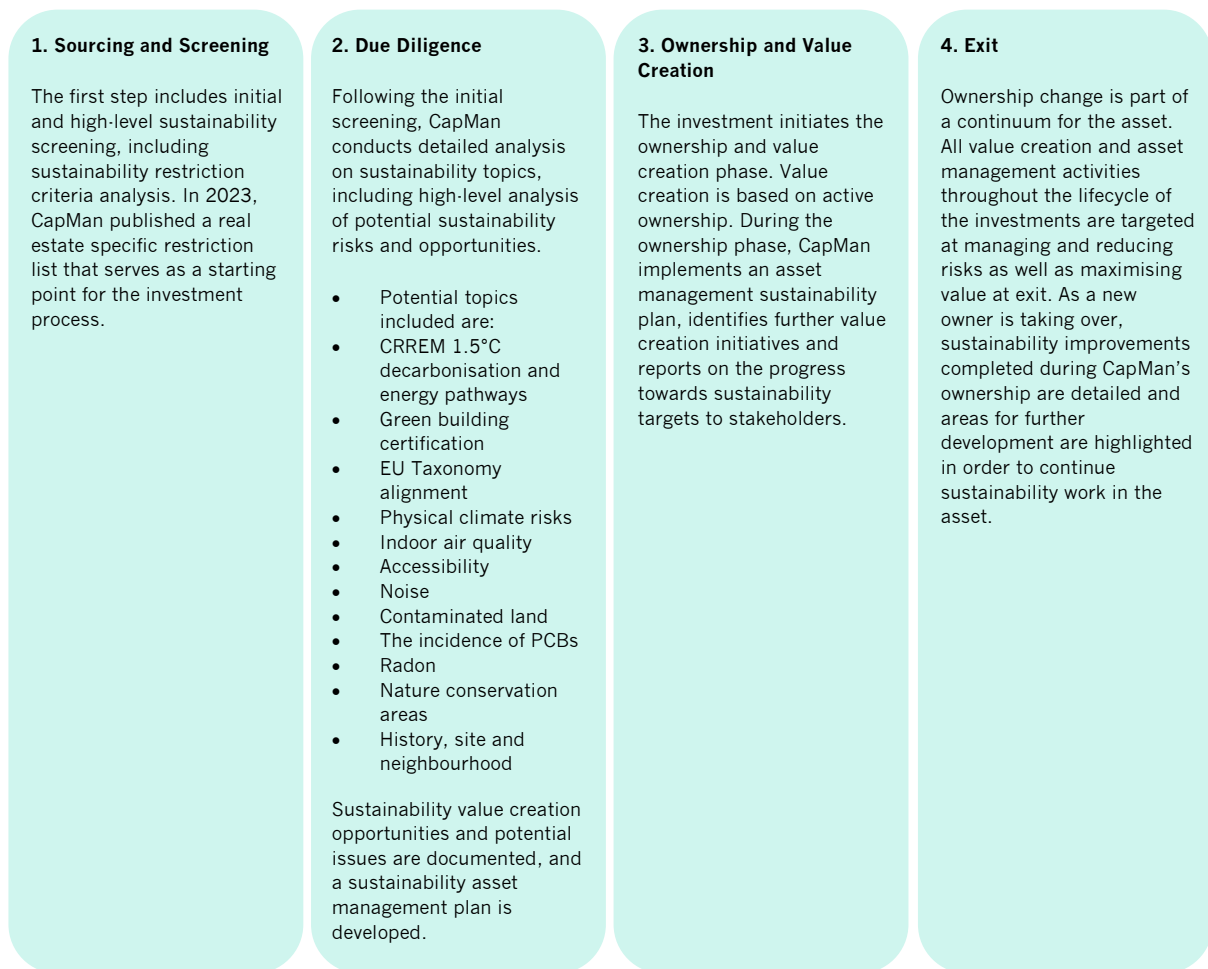 1. Sourcing and Screening
The first step includes initial
and high-level sustainability
screening, including
sustainability restriction
criteria analysis. In 2023,
CapMan published a real
estate specific restriction
list that serves as a starting
point for the investment
process.
2. Due Diligence
Following the initial
screening, CapMan
conducts detailed analysis
on sustainability topics,
including high-level analysis
of potential sustainability
risks and opportunities.
• Potential topics
included are:
• CRREM 1.5°C
decarbonisation and
energy pathways
• Green building
certification
• EU Taxonomy
alignment
• Physical climate risks
• Indoor air quality
• Accessibility
• Noise
• Contaminated land
• The incidence of PCBs
• Radon
• Nature conservation
areas
• History, site and
neighbourhood
Sustainability value creation
opportunities and potential
issues are documented, and
a sustainability asset
management plan is
developed.
3. Ownership and Value
Creation
The investment initiates the
ownership and value
creation phase. Value
creation is based on active
ownership. During the
ownership phase, CapMan
implements an asset
management sustainability
plan, identifies further value
creation initiatives and
reports on the progress
towards sustainability
targets to stakeholders.
4. Exit
Ownership change is part of
a continuum for the asset.
All value creation and asset
management activities
throughout the lifecycle of
the investments are targeted
at managing and reducing
risks as well as maximising
value at exit. As a new
owner is taking over,
sustainability improvements
completed during CapMan's
ownership are detailed and
areas for further
development are highlighted
in order to continue
sustainability work in the
asset.